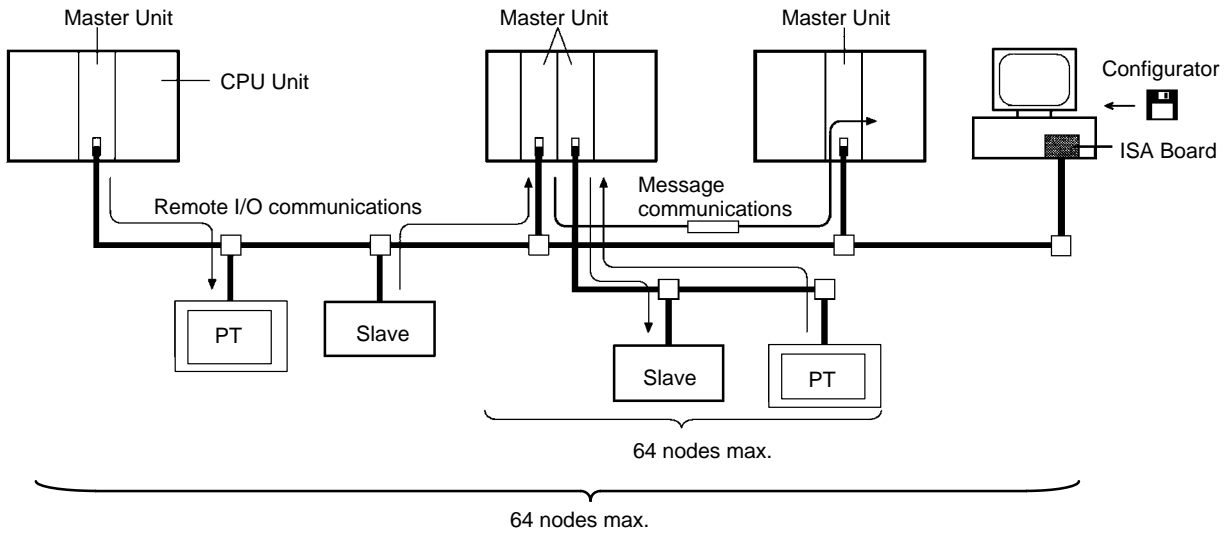 Master Unit
Master Unit
Master Unit
CPU Unit
Configurator
ISA Board
Remote I/O communications
Message
communications
PT
Slave
Slave
PT
64 nodes max.
64 nodes max.